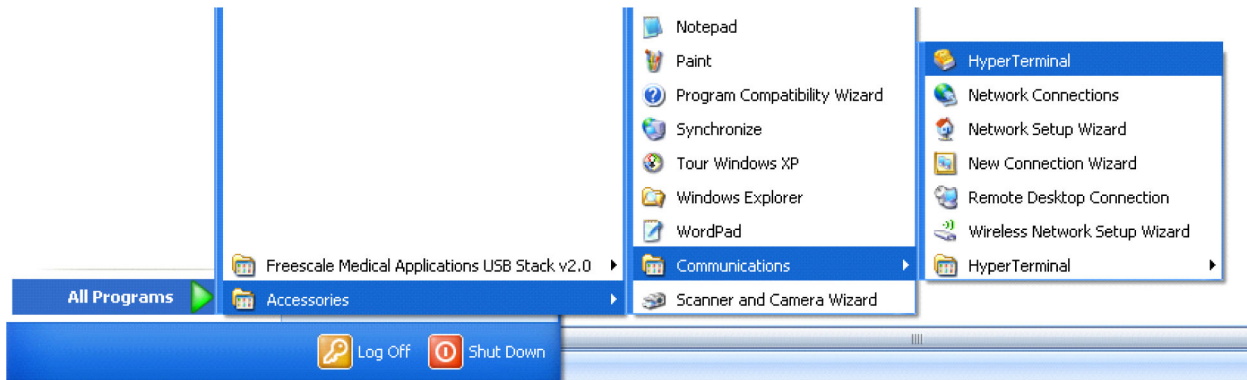 Notepad
Paint
Program Compatibility Wizard
Synchronize
Tour Windows XP
Windows Explorer
WordPad
Communications
Scanner and Camera Wizard
HyperTerminal
Network Connections
Network Setup Wizard
New Connection Wizard
Remote Desktop Connection
Wireless Network Setup Wizard
HyperTerminal
Freescale Medical Applications USB Stack v2.0
Accessories
All Programs
Log Off
Shut Down